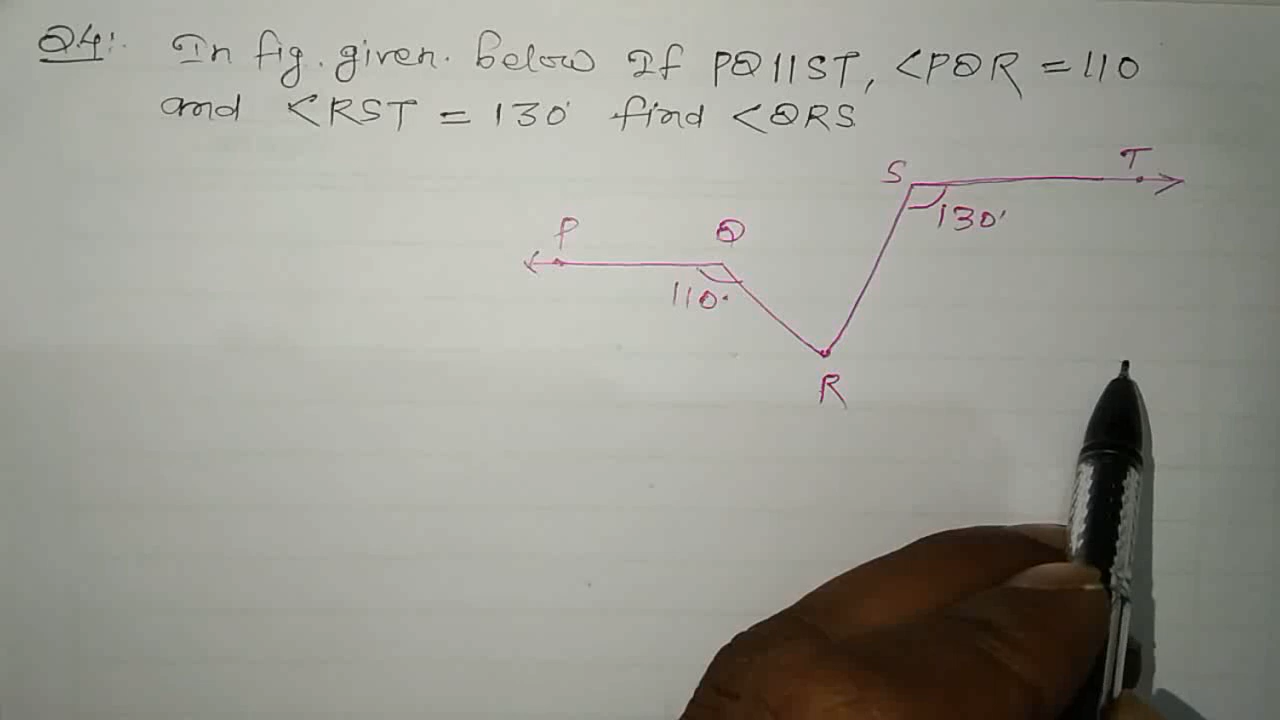 Q4:. In fig. given. below If PQ||ST, <PQR = 110
and <RST = 130° find <QRS
S T
130°
P Q
110°
R